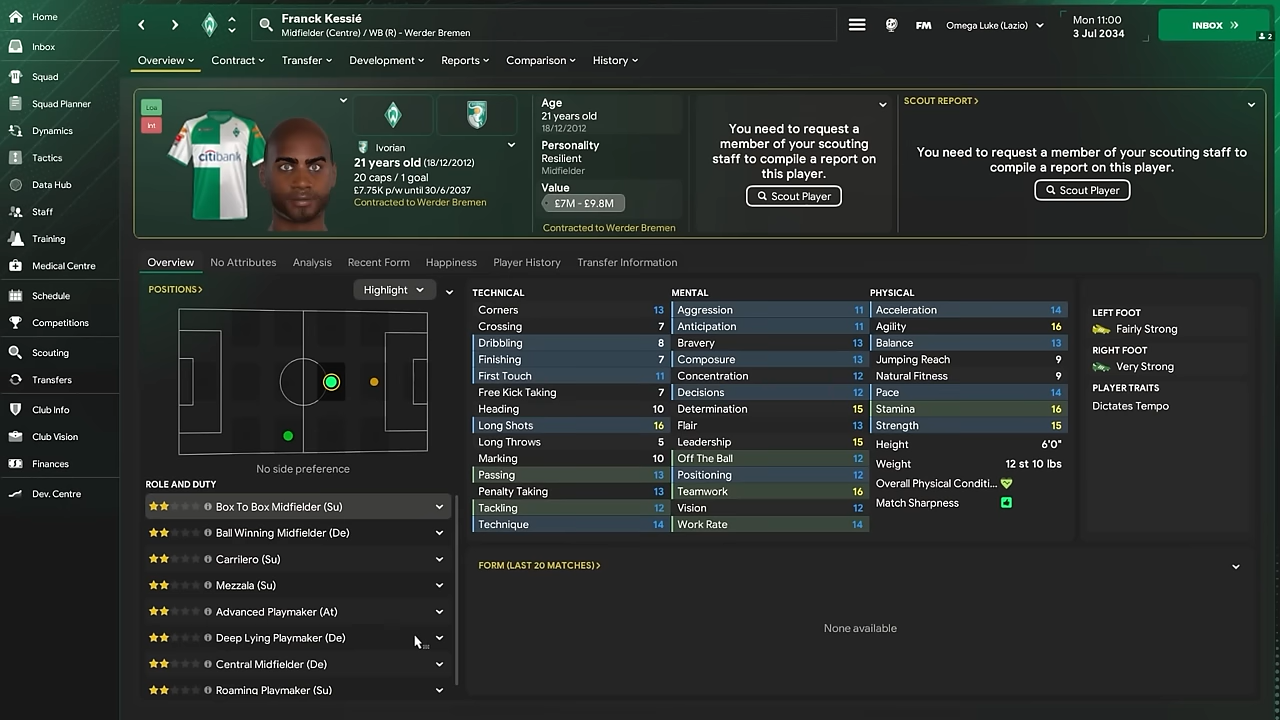 Home
Inbox
Squad
Squad Planner
Dynamics
Tactics
Data Hub
Staff
Training
Medical Centre
Schedule
Competitions
Scouting
Transfers
Club Info
Club Vision
Finances
Dev. Centre
Franck Kessié
Midfielder (Centre) / WB (R) - Werder Bremen
FM
Omega Luke (Lazio)
Mon 11:00
3 Jul 2034
INBOX
2
Overview
Contract
Transfer
Development
Reports
Comparison
History
Loa
Int
citibank
Ivorian
21 years old (18/12/2012)
20 caps / 1 goal
£7.75K p/w until 30/6/2037
Contracted to Werder Bremen
Age
21 years old
18/12/2012
Personality
Resilient
Midfielder
Value
£7M - £9.8M
Contracted to Werder Bremen
You need to request a
member of your scouting
staff to compile a report on
this player.
Scout Player
SCOUT REPORT >
You need to request a member of your scouting staff to
compile a report on this player.
Scout Player
Overview
No Attributes
Analysis
Recent Form
Happiness
Player History
Transfer Information
POSITIONS >
Highlight
No side preference
ROLE AND DUTY
Box To Box Midfielder (Su)
Ball Winning Midfielder (De)
Carrilero (Su)
Mezzala (Su)
Advanced Playmaker (At)
Deep Lying Playmaker (De)
Central Midfielder (De)
Roaming Playmaker (Su)
TECHNICAL
Corners 13
Crossing 7
Dribbling 8
Finishing 7
First Touch 11
Free Kick Taking 7
Heading 10
Long Shots 16
Long Throws 5
Marking 10
Passing 13
Penalty Taking 13
Tackling 12
Technique 14
MENTAL
Aggression 11
Anticipation 11
Bravery 13
Composure 13
Concentration 12
Decisions 12
Determination 15
Flair 13
Leadership 15
Off The Ball 12
Positioning 12
Teamwork 16
Vision 12
Work Rate 14
PHYSICAL
Acceleration 14
Agility 16
Balance 13
Jumping Reach 9
Natural Fitness 9
Pace 14
Stamina 16
Strength 15
Height 6'0"
Weight 12 st 10 lbs
Overall Physical Conditi...
Match Sharpness
LEFT FOOT
Fairly Strong
RIGHT FOOT
Very Strong
PLAYER TRAITS
Dictates Tempo
FORM (LAST 20 MATCHES) >
None available